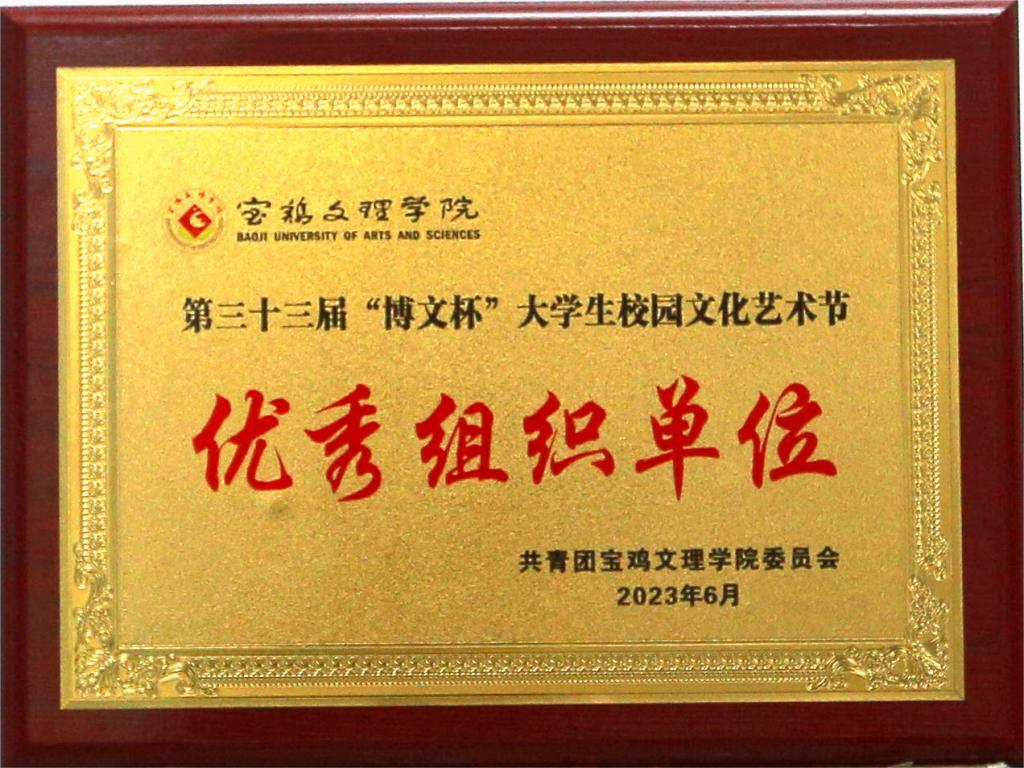 宝鸡文理学院
BAOJI UNIVERSITY OF ARTS AND SCIENCES
第三十三届“博文杯”大学生校园文化艺术节
优秀组织单位
共青团宝鸡文理学院委员会
2023年6月